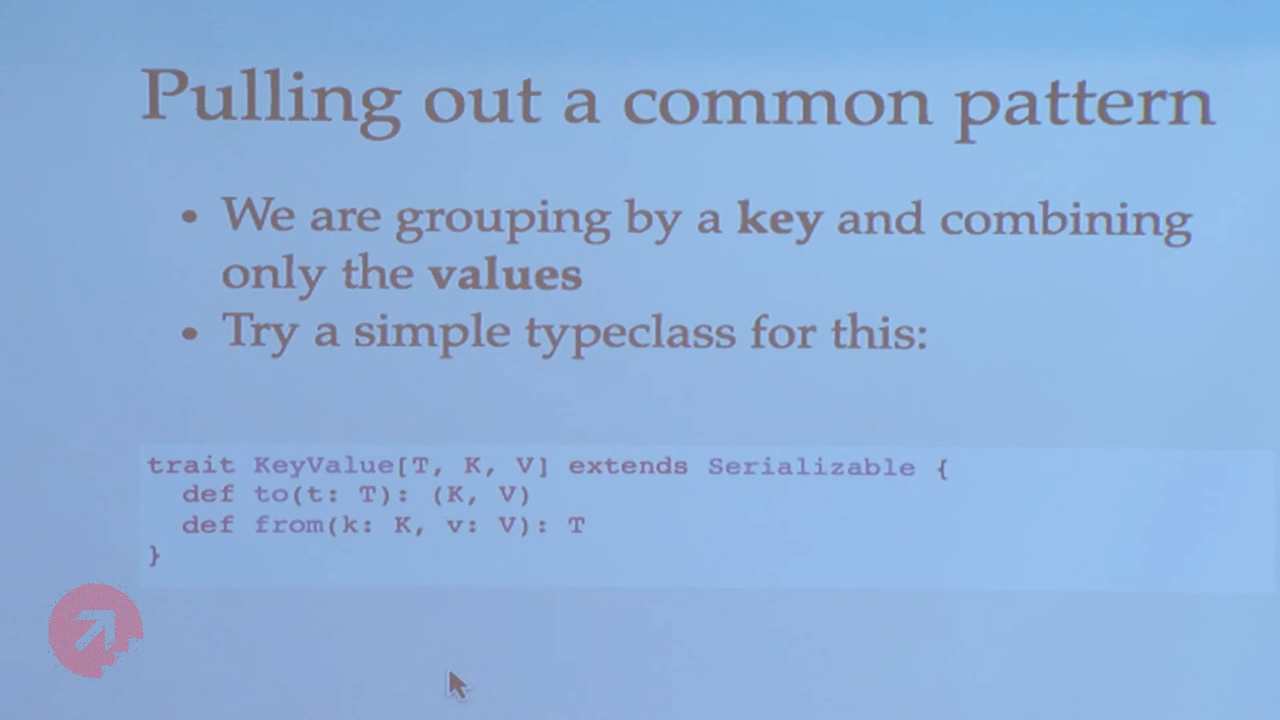 Pulling out a common pattern
• We are grouping by a key and combining
only the values
• Try a simple typeclass for this:
trait KeyValue[T, K, V] extends Serializable {
  def to(t: T): (K, V)
  def from(k: K, v: V): T
}